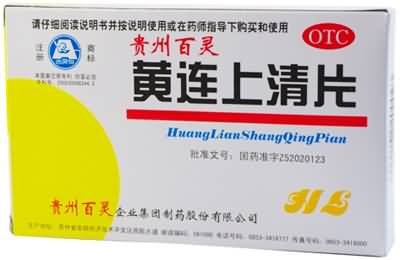 请仔细阅读说明书并按说明使用或在药师指导下购买和使用
注册
商标
贵州百灵
OTC
黄连上清片
HuangLianShangQingPian
批准文号：国药准字Z52020123
HL
贵州百灵企业集团制药股份有限公司